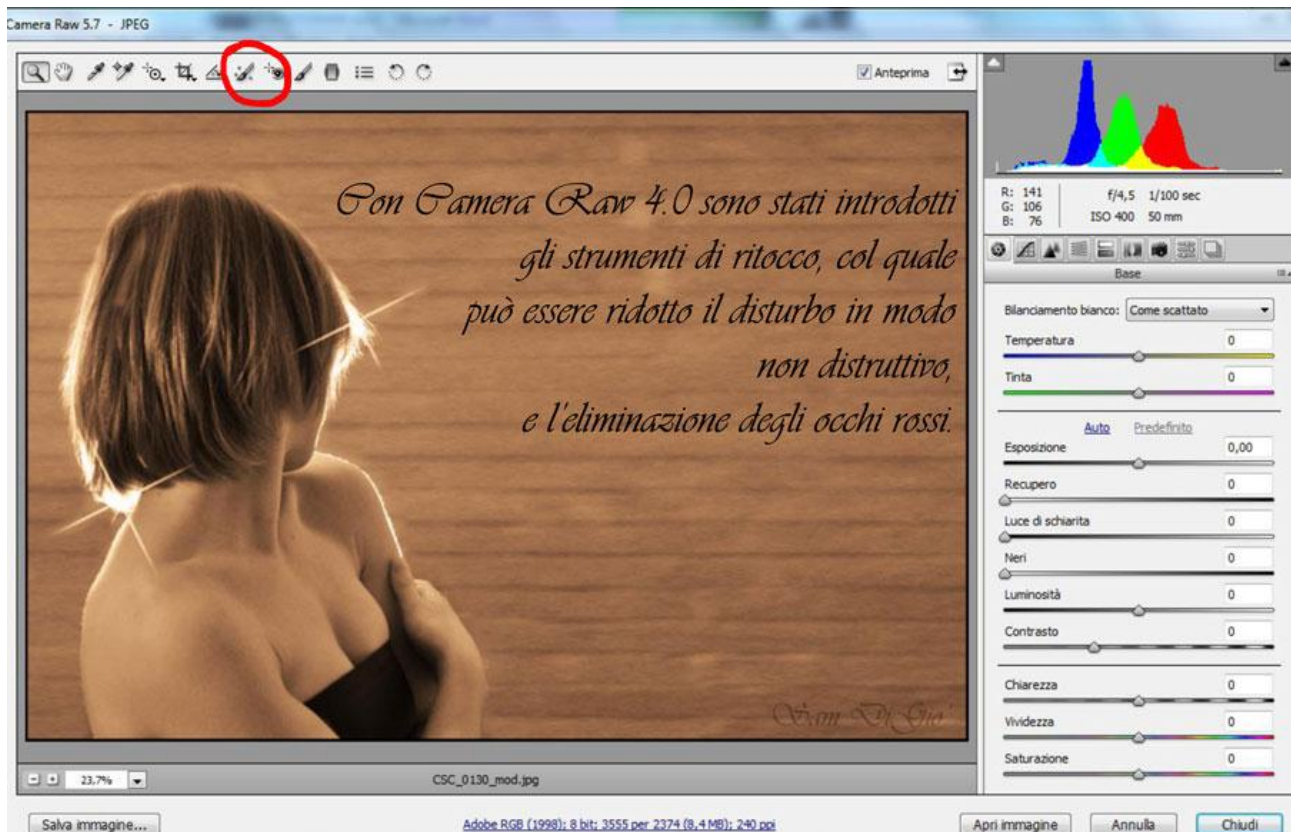 Camera Raw 5.7 - JPEG
Anteprima
Con Camera Raw 4.0 sono stati introdotti
gli strumenti di ritocco, col quale
può essere ridotto il disturbo in modo
non distruttivo,
e l'eliminazione degli occhi rossi.
Sam Di Gio'
R: 141
G: 106
B: 76
f/4,5 1/100 sec
ISO 400 50 mm
Base
Bilanciamento bianco: Come scattato
Temperatura 0
Tinta 0
Auto Predefinito
Esposizione 0,00
Recupero 0
Luce di schiarita 0
Neri 0
Luminosità 0
Contrasto 0
Chiarezza 0
Vividezza 0
Saturazione 0
23,7%
CSC_0130_mod.jpg
Salva immagine...
Adobe RGB (1998); 8 bit; 3555 per 2374 (8,4 MB); 240 ppi
Apri immagine
Annulla
Chiudi